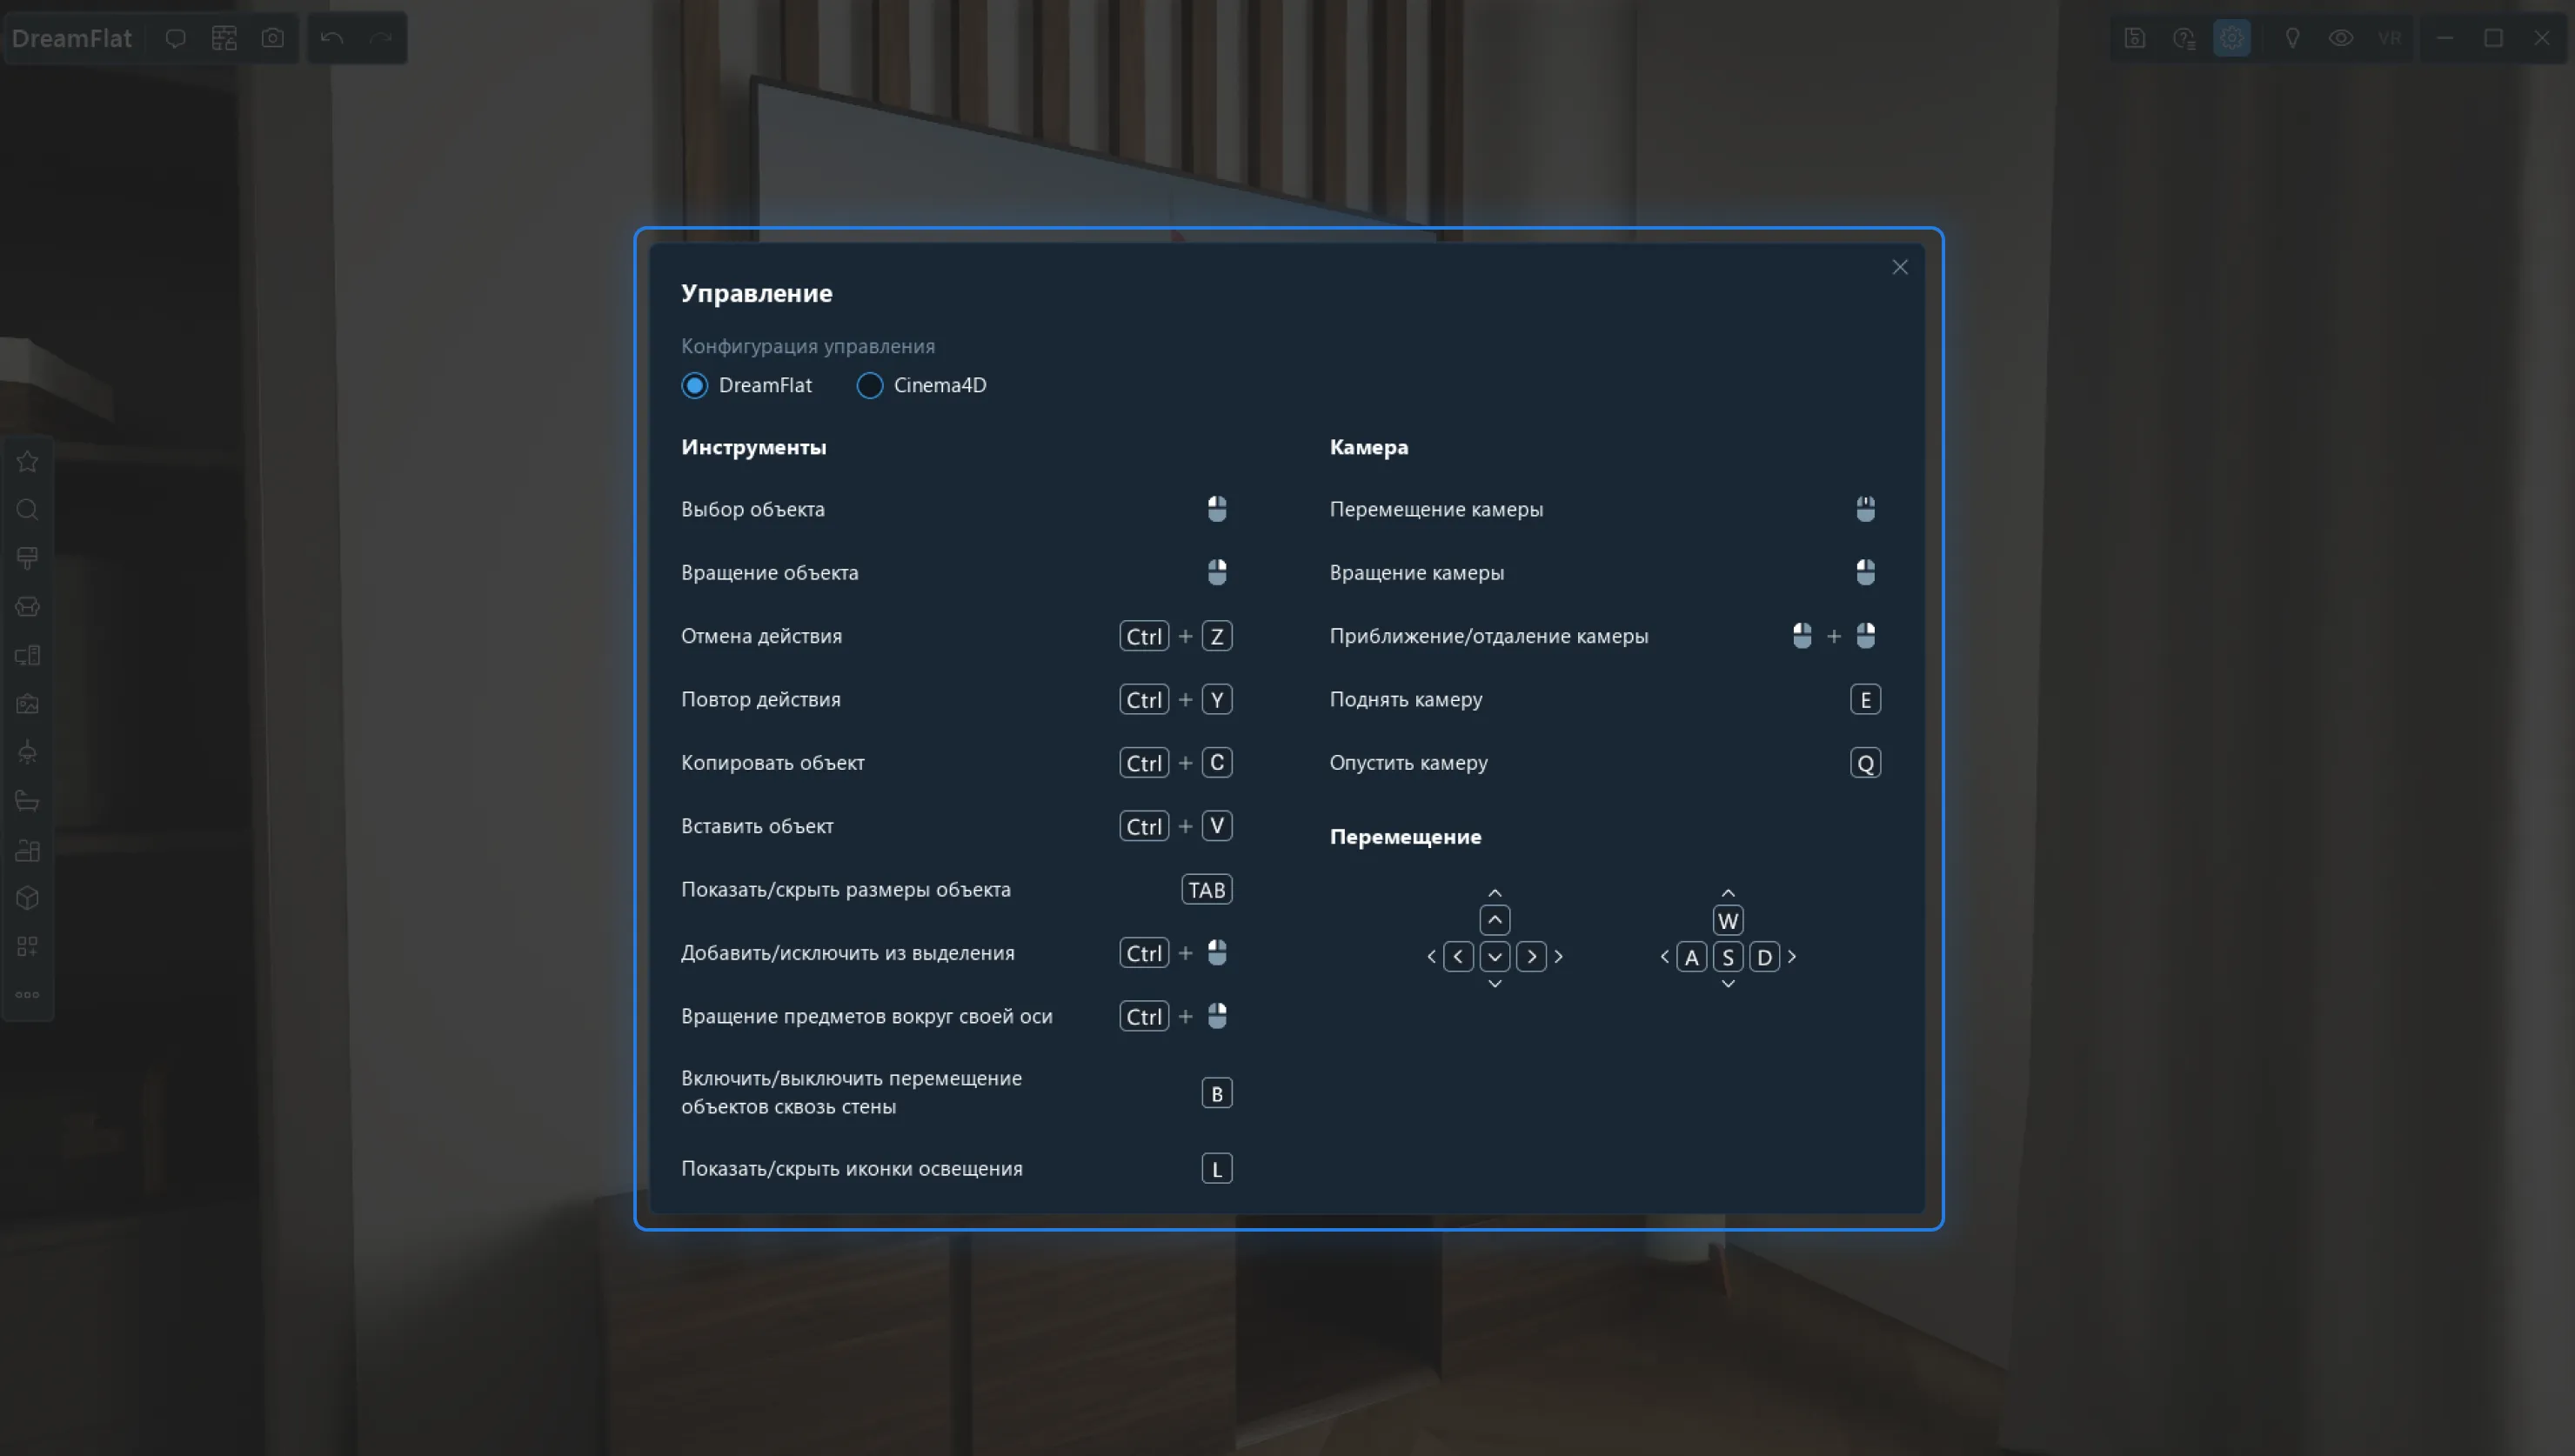 DreamFlat
VR
Управление
Конфигурация управления
DreamFlat
Cinema4D
Инструменты
Выбор объекта
Вращение объекта
Отмена действия Ctrl + Z
Повтор действия Ctrl + Y
Копировать объект Ctrl + C
Вставить объект Ctrl + V
Показать/скрыть размеры объекта TAB
Добавить/исключить из выделения Ctrl +
Вращение предметов вокруг своей оси Ctrl +
Включить/выключить перемещение
объектов сквозь стены B
Показать/скрыть иконки освещения L
Камера
Перемещение камеры
Вращение камеры
Приближение/отдаление камеры +
Поднять камеру E
Опустить камеру Q
Перемещение
W
A S D